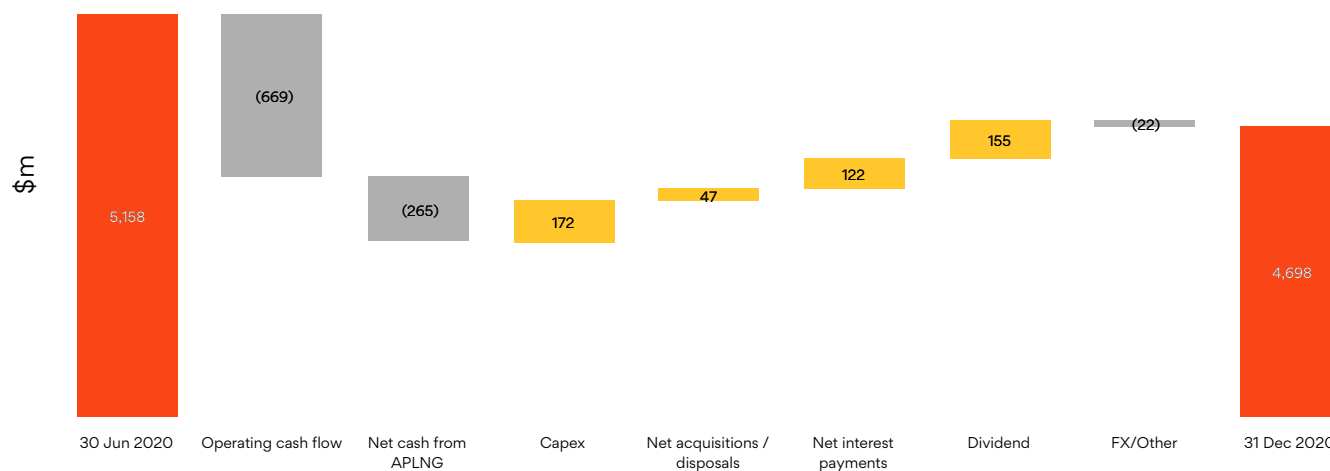 (669)
(22)
155
$m
122
47
(265)
5,158
172
4,698
30 Jun 2020
Operating cash flow
Net cash from
APLNG
Capex
Net acquisitions /
disposals
Net interest
payments
Dividend
FX/Other
31 Dec 2020